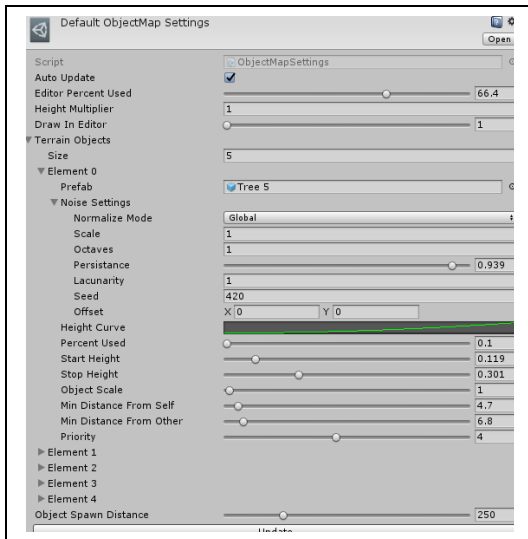 Default ObjectMap Settings
Open
Script ObjectMapSettings
Auto Update
Editor Percent Used 66.4
Height Multiplier 1
Draw In Editor 1
Terrain Objects
Size 5
Element 0
Prefab Tree 5
Noise Settings
Normalize Mode Global
Scale 1
Octaves 1
Persistance 0.939
Lacunarity 1
Seed 420
Offset X 0 Y 0
Height Curve
Percent Used 0.1
Start Height 0.119
Stop Height 0.301
Object Scale 1
Min Distance From Self 4.7
Min Distance From Other 6.8
Priority 4
Element 1
Element 2
Element 3
Element 4
Object Spawn Distance 250
Update